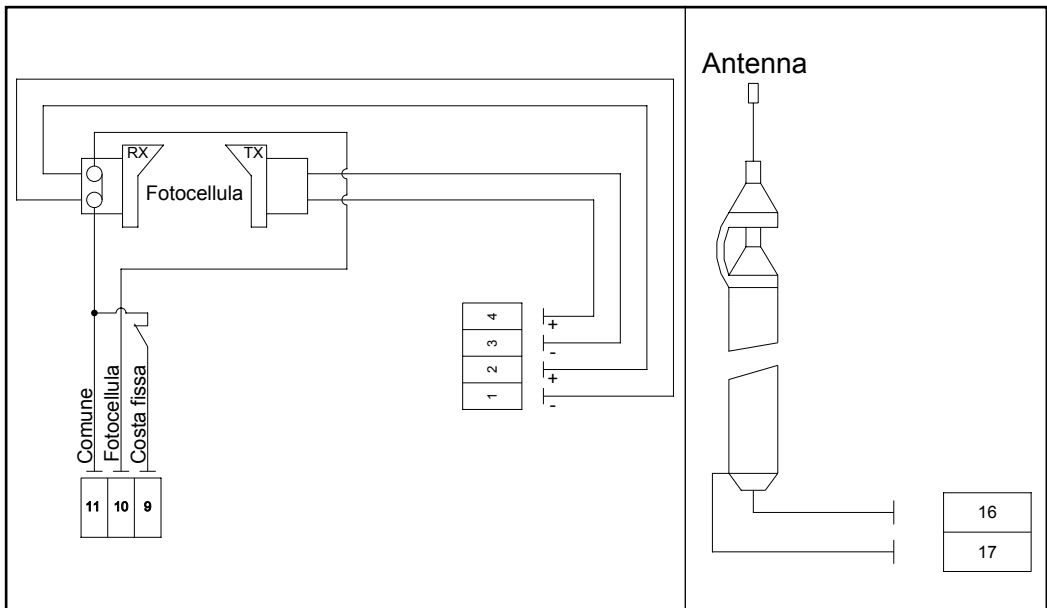 Antenna
RX
TX
Fotocellula
4
+
3
-
2
+
1
-
Comune
Fotocellula
Costa fissa
11 10 9
16
17